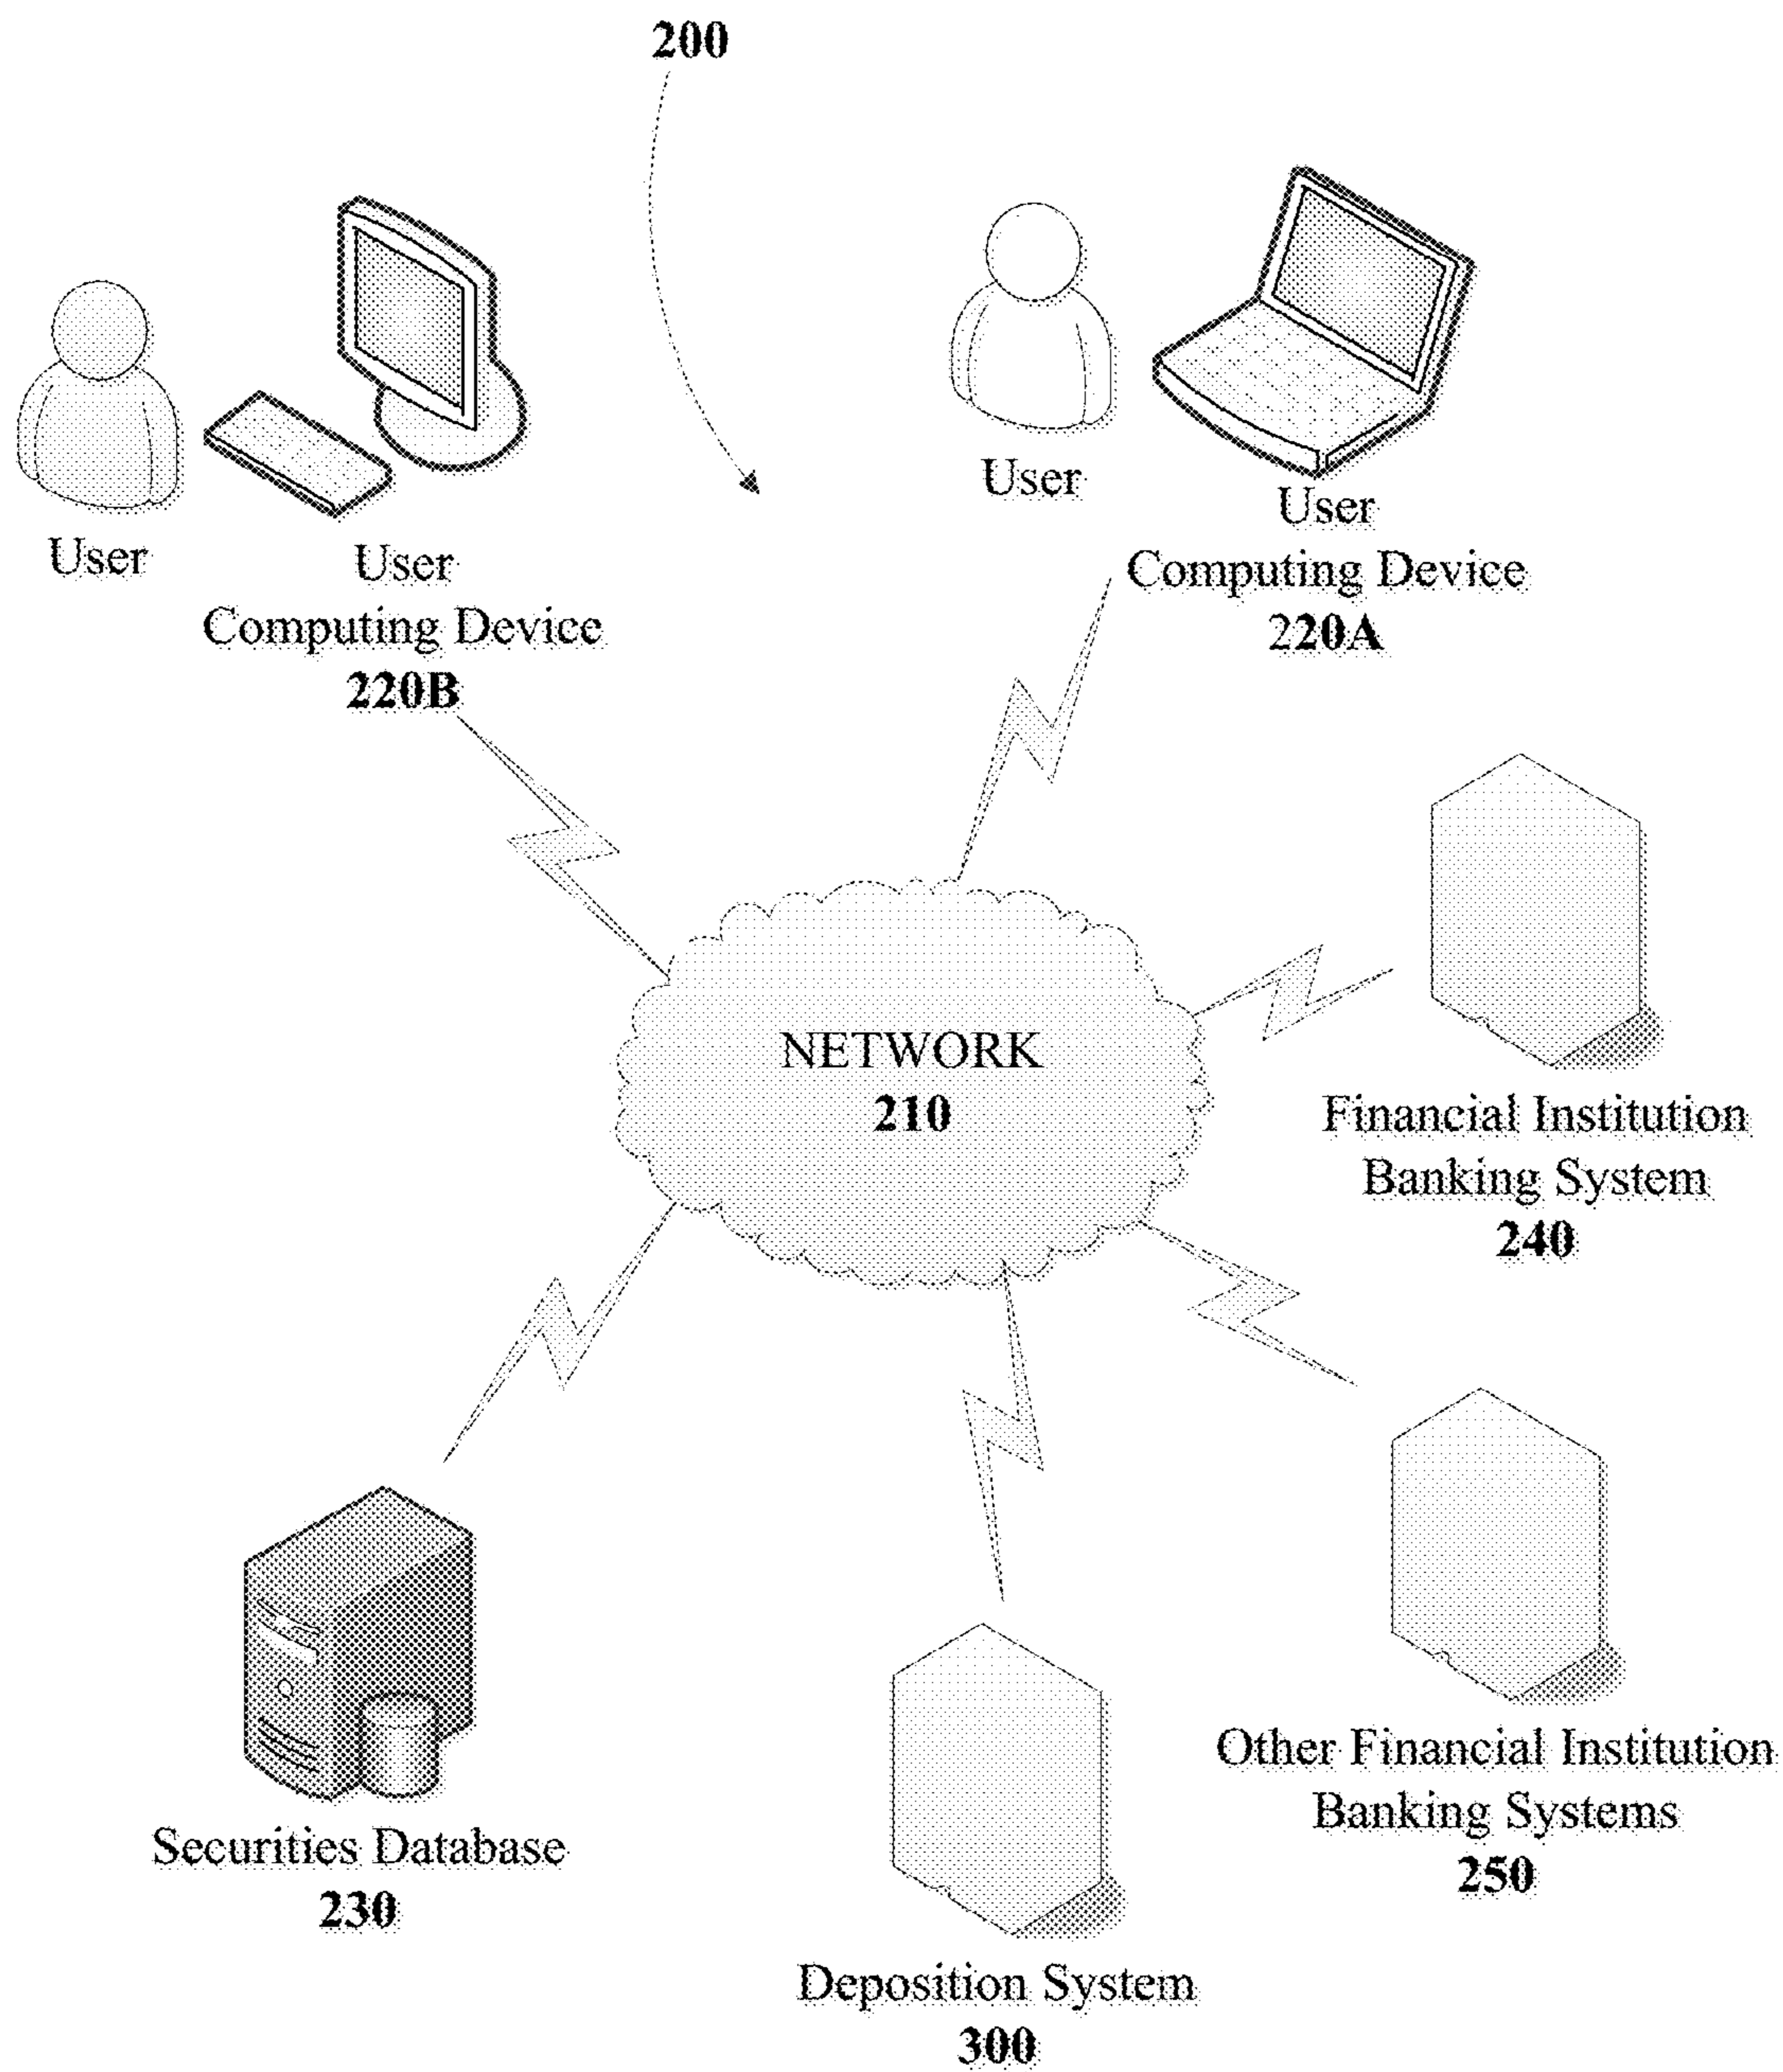 200
User
User
Computing Device
220B
User
User
Computing Device
220A
NETWORK
210
Financial Institution
Banking System
240
Other Financial Institution
Banking Systems
250
Securities Database
230
Deposition System
300